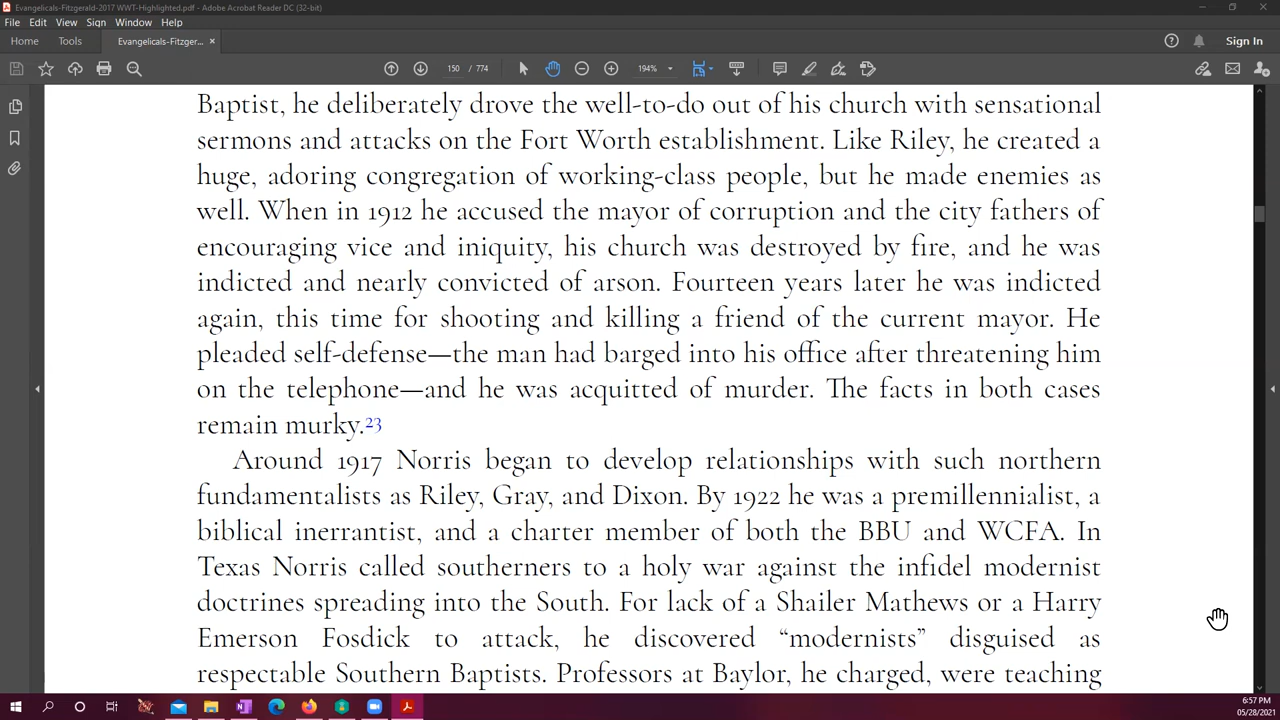 Evangelicals-Fitzgerald-2017 WWT-Highlighted.pdf - Adobe Acrobat Reader DC (32-bit)
File Edit View Sign Window Help
Home Tools Evangelicals-Fitzger... × Sign In
150 / 774 194%
Baptist, he deliberately drove the well-to-do out of his church with sensational
sermons and attacks on the Fort Worth establishment. Like Riley, he created a
huge, adoring congregation of working-class people, but he made enemies as
well. When in 1912 he accused the mayor of corruption and the city fathers of
encouraging vice and iniquity, his church was destroyed by fire, and he was
indicted and nearly convicted of arson. Fourteen years later he was indicted
again, this time for shooting and killing a friend of the current mayor. He
pleaded self-defense—the man had barged into his office after threatening him
on the telephone—and he was acquitted of murder. The facts in both cases
remain murky.23
Around 1917 Norris began to develop relationships with such northern
fundamentalists as Riley, Gray, and Dixon. By 1922 he was a premillennialist, a
biblical inerrantist, and a charter member of both the BBU and WCFA. In
Texas Norris called southerners to a holy war against the infidel modernist
doctrines spreading into the South. For lack of a Shailer Mathews or a Harry
Emerson Fosdick to attack, he discovered “modernists” disguised as
respectable Southern Baptists. Professors at Baylor, he charged, were teaching
6:57 PM
05/28/2021